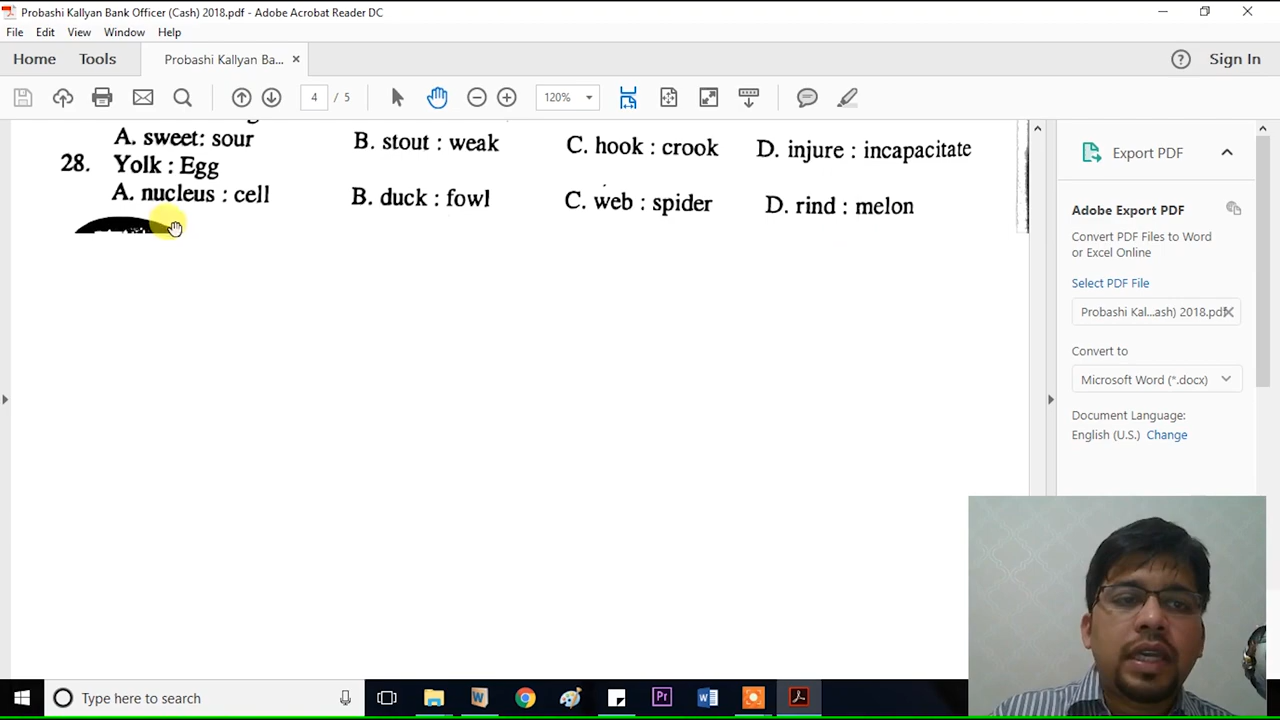 Probashi Kallyan Bank Officer (Cash) 2018.pdf - Adobe Acrobat Reader DC
File Edit View Window Help
Home Tools Probashi Kallyan Ba... × Sign In
4 / 5 120%
A. sweet: sour B. stout : weak C. hook : crook D. injure : incapacitate
28. Yolk : Egg
A. nucleus : cell B. duck : fowl C. web : spider D. rind : melon
Export PDF
Adobe Export PDF
Convert PDF Files to Word
or Excel Online
Select PDF File
Probashi Kal...ash) 2018.pdf
Convert to
Microsoft Word (*.docx)
Document Language:
English (U.S.) Change
Type here to search